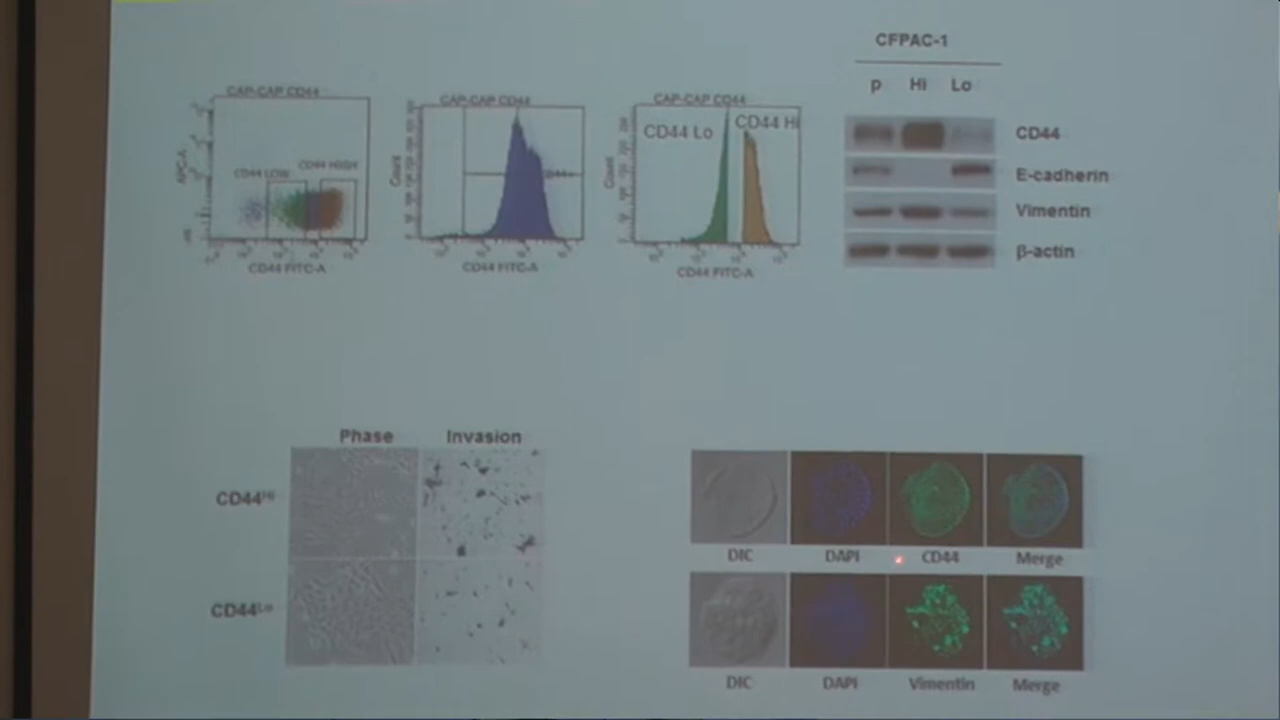 CFPAC-1
P Hi Lo
CAP-CAP CD44
CAP-CAP CD44
CAP-CAP CD44
CD44 LOW
CD44 HIGH
APC-A
CD44 FITC-A
Count
CD44 FITC-A
CD44 Lo
CD44 Hi
Count
CD44 FITC-A
CD44
E-cadherin
Vimentin
β-actin
Phase Invasion
CD44Hi
CD44Lo
DIC DAPI CD44 Merge
DIC DAPI Vimentin Merge